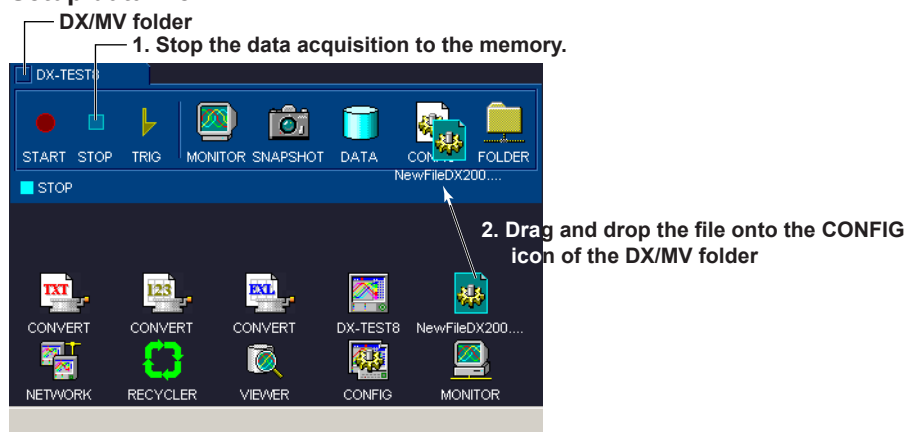 DX/MV folder
1. Stop the data acquisition to the memory.
DX-TEST8
START STOP TRIG MONITOR SNAPSHOT DATA FOLDER
NewFileDX200....
STOP
2. Drag and drop the file onto the CONFIG
icon of the DX/MV folder
TXT 123 EXL
CONVERT CONVERT CONVERT DX-TEST8 NewFileDX200....
NETWORK RECYCLER VIEWER CONFIG MONITOR